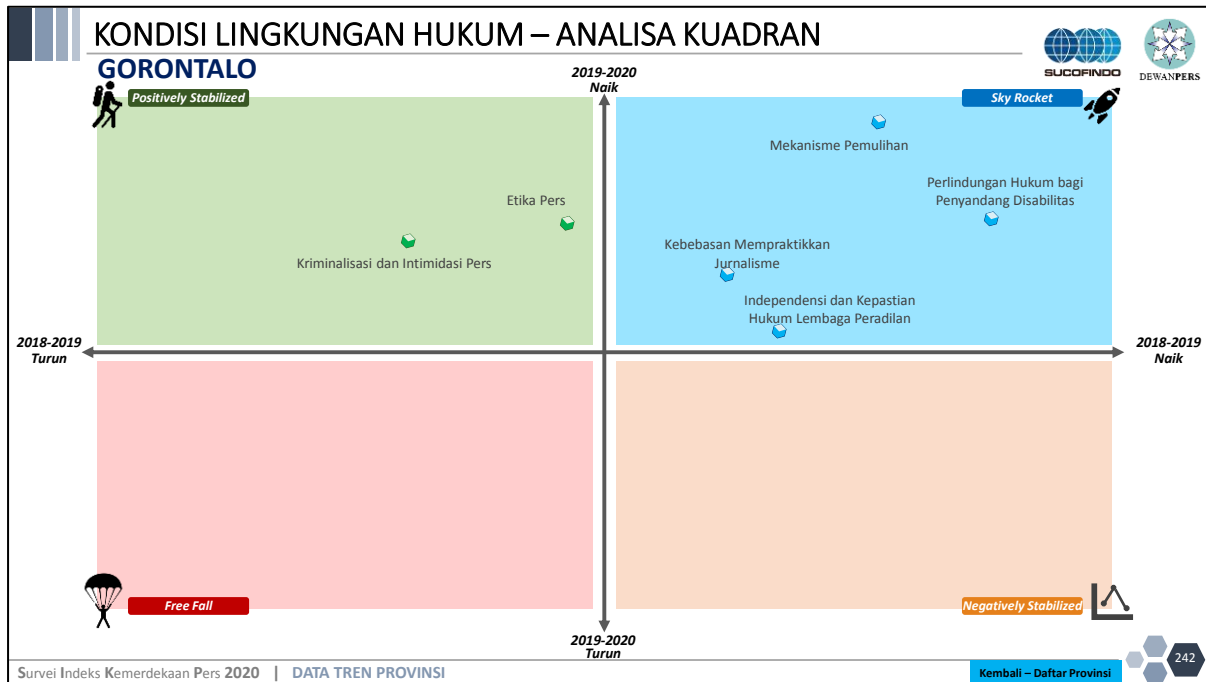 KONDISI LINGKUNGAN HUKUM – ANALISA KUADRAN
GORONTALO
SUCOFINDO
DEWANPERS
2019-2020
Naik
Positively Stabilized
Sky Rocket
Mekanisme Pemulihan
Perlindungan Hukum bagi
Penyandang Disabilitas
Etika Pers
Kriminalisasi dan Intimidasi Pers
Kebebasan Mempraktikkan
Jurnalisme
Independensi dan Kepastian
Hukum Lembaga Peradilan
2018-2019
Turun
2018-2019
Naik
Free Fall
Negatively Stabilized
2019-2020
Turun
Survei Indeks Kemerdekaan Pers 2020 | DATA TREN PROVINSI
Kembali – Daftar Provinsi
242